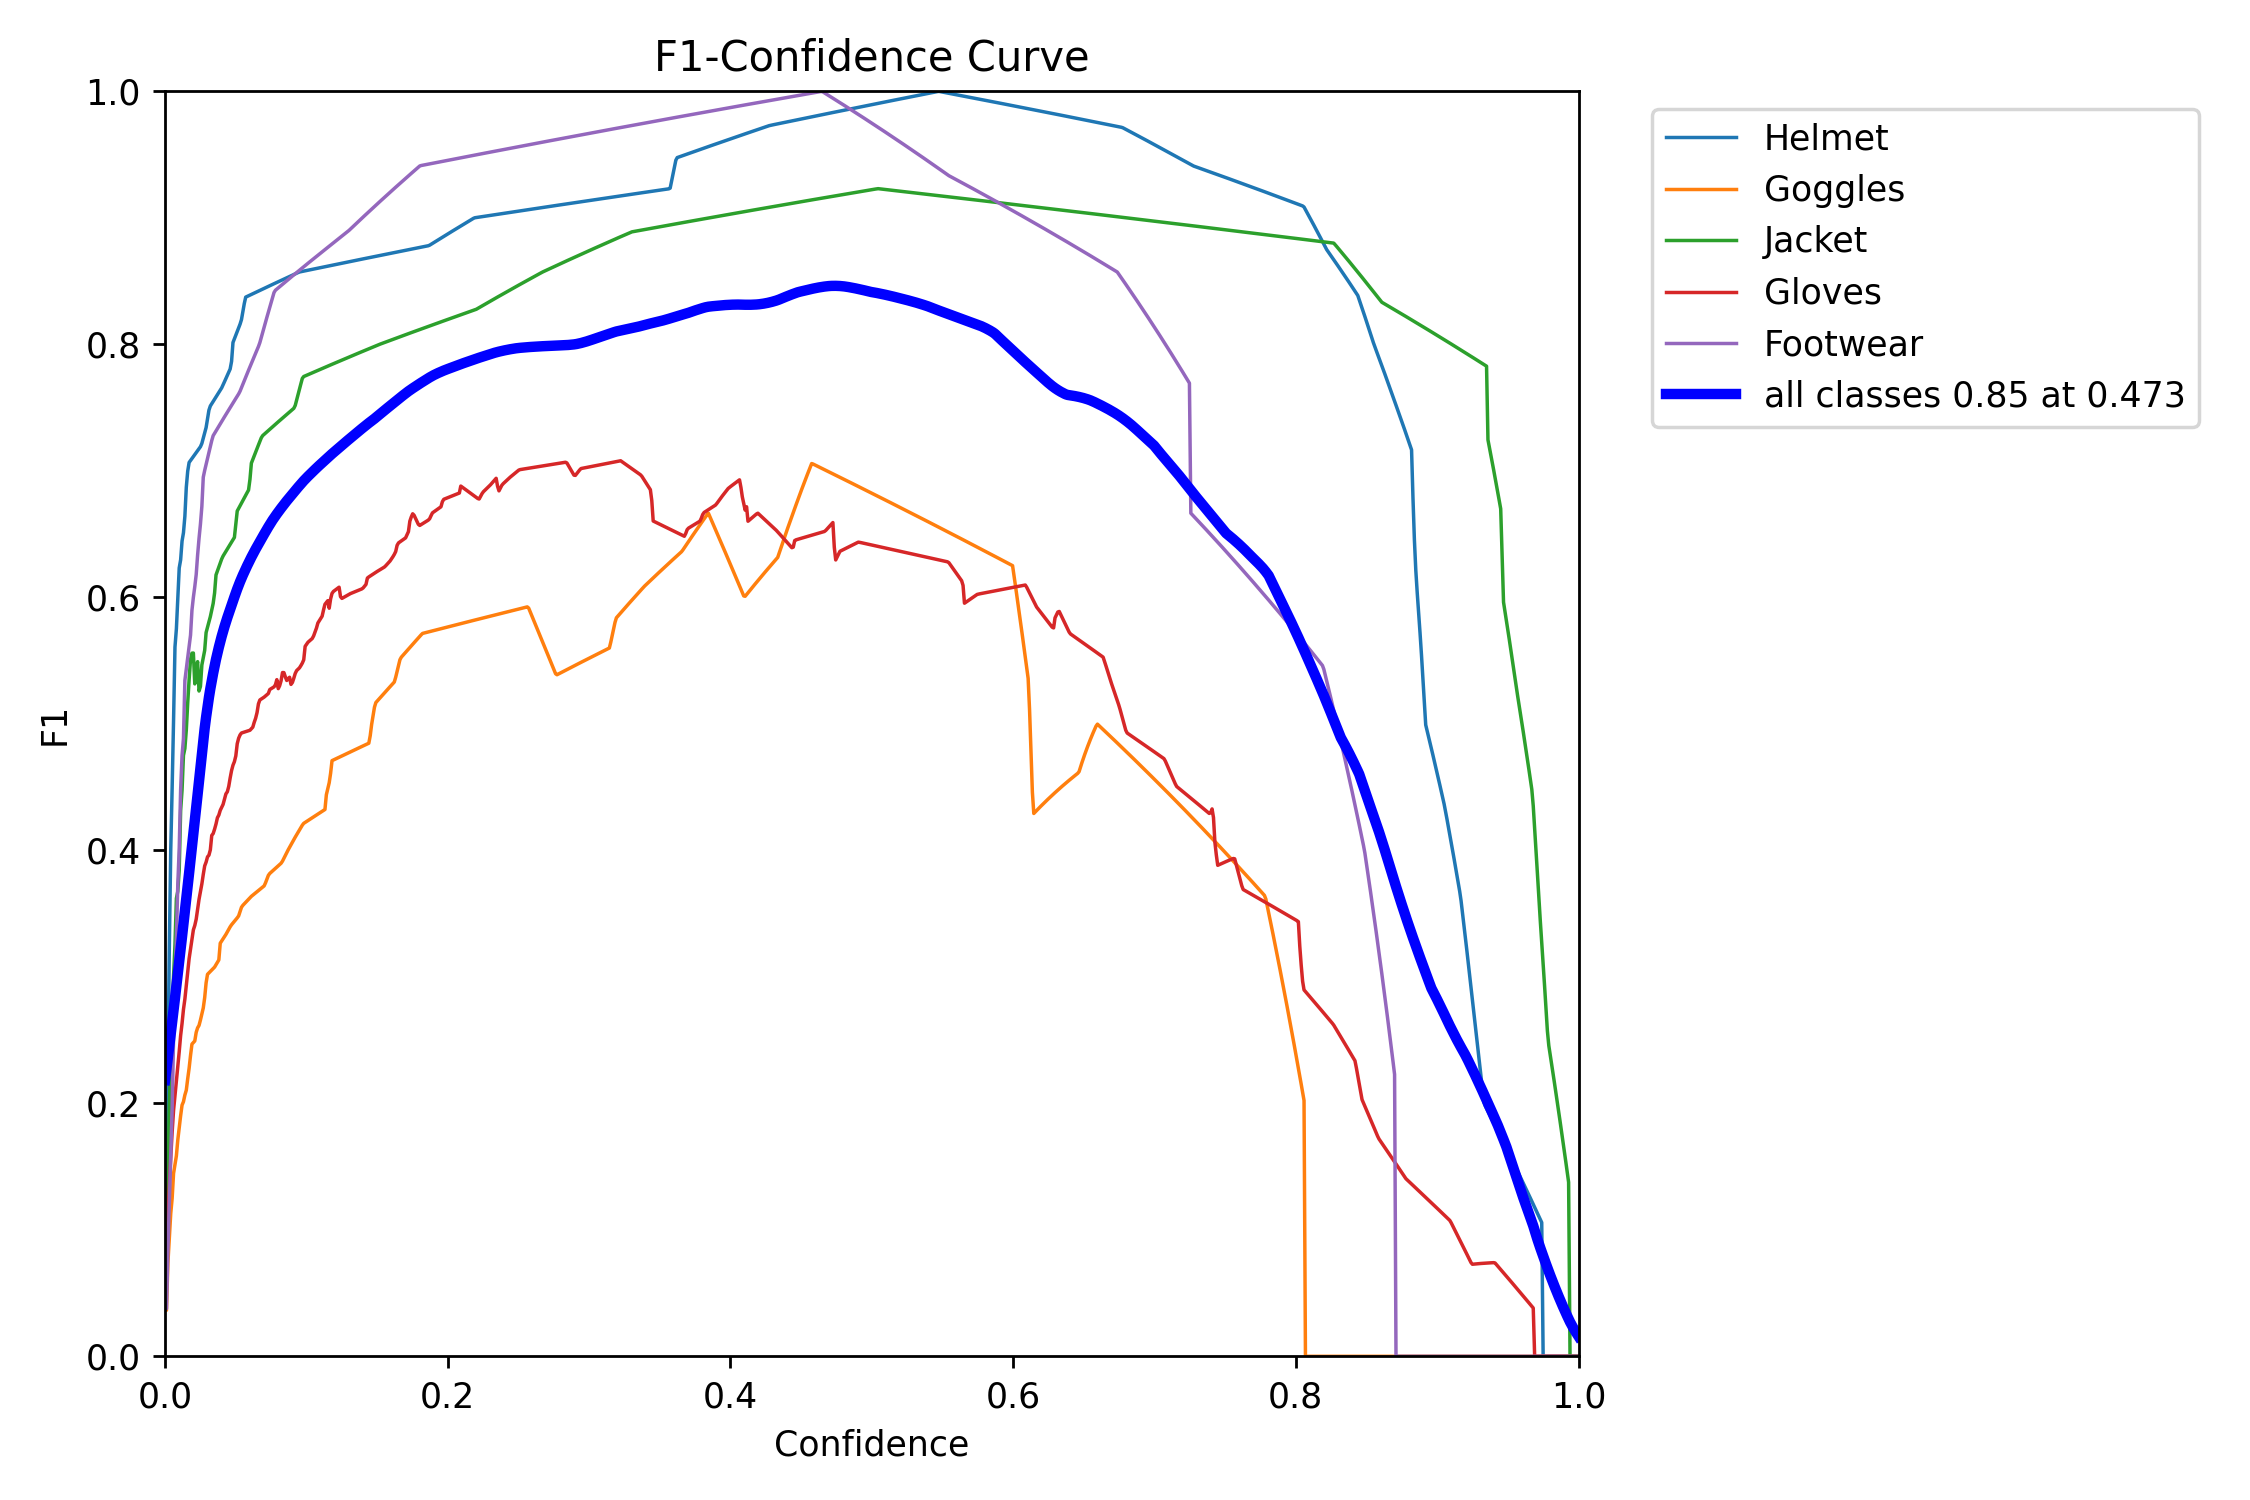 F1-Confidence Curve
1.0
0.8
0.6
0.4
0.2
0.0
F1
0.0 0.2 0.4 0.6 0.8 1.0
Confidence
Helmet
Goggles
Jacket
Gloves
Footwear
all classes 0.85 at 0.473